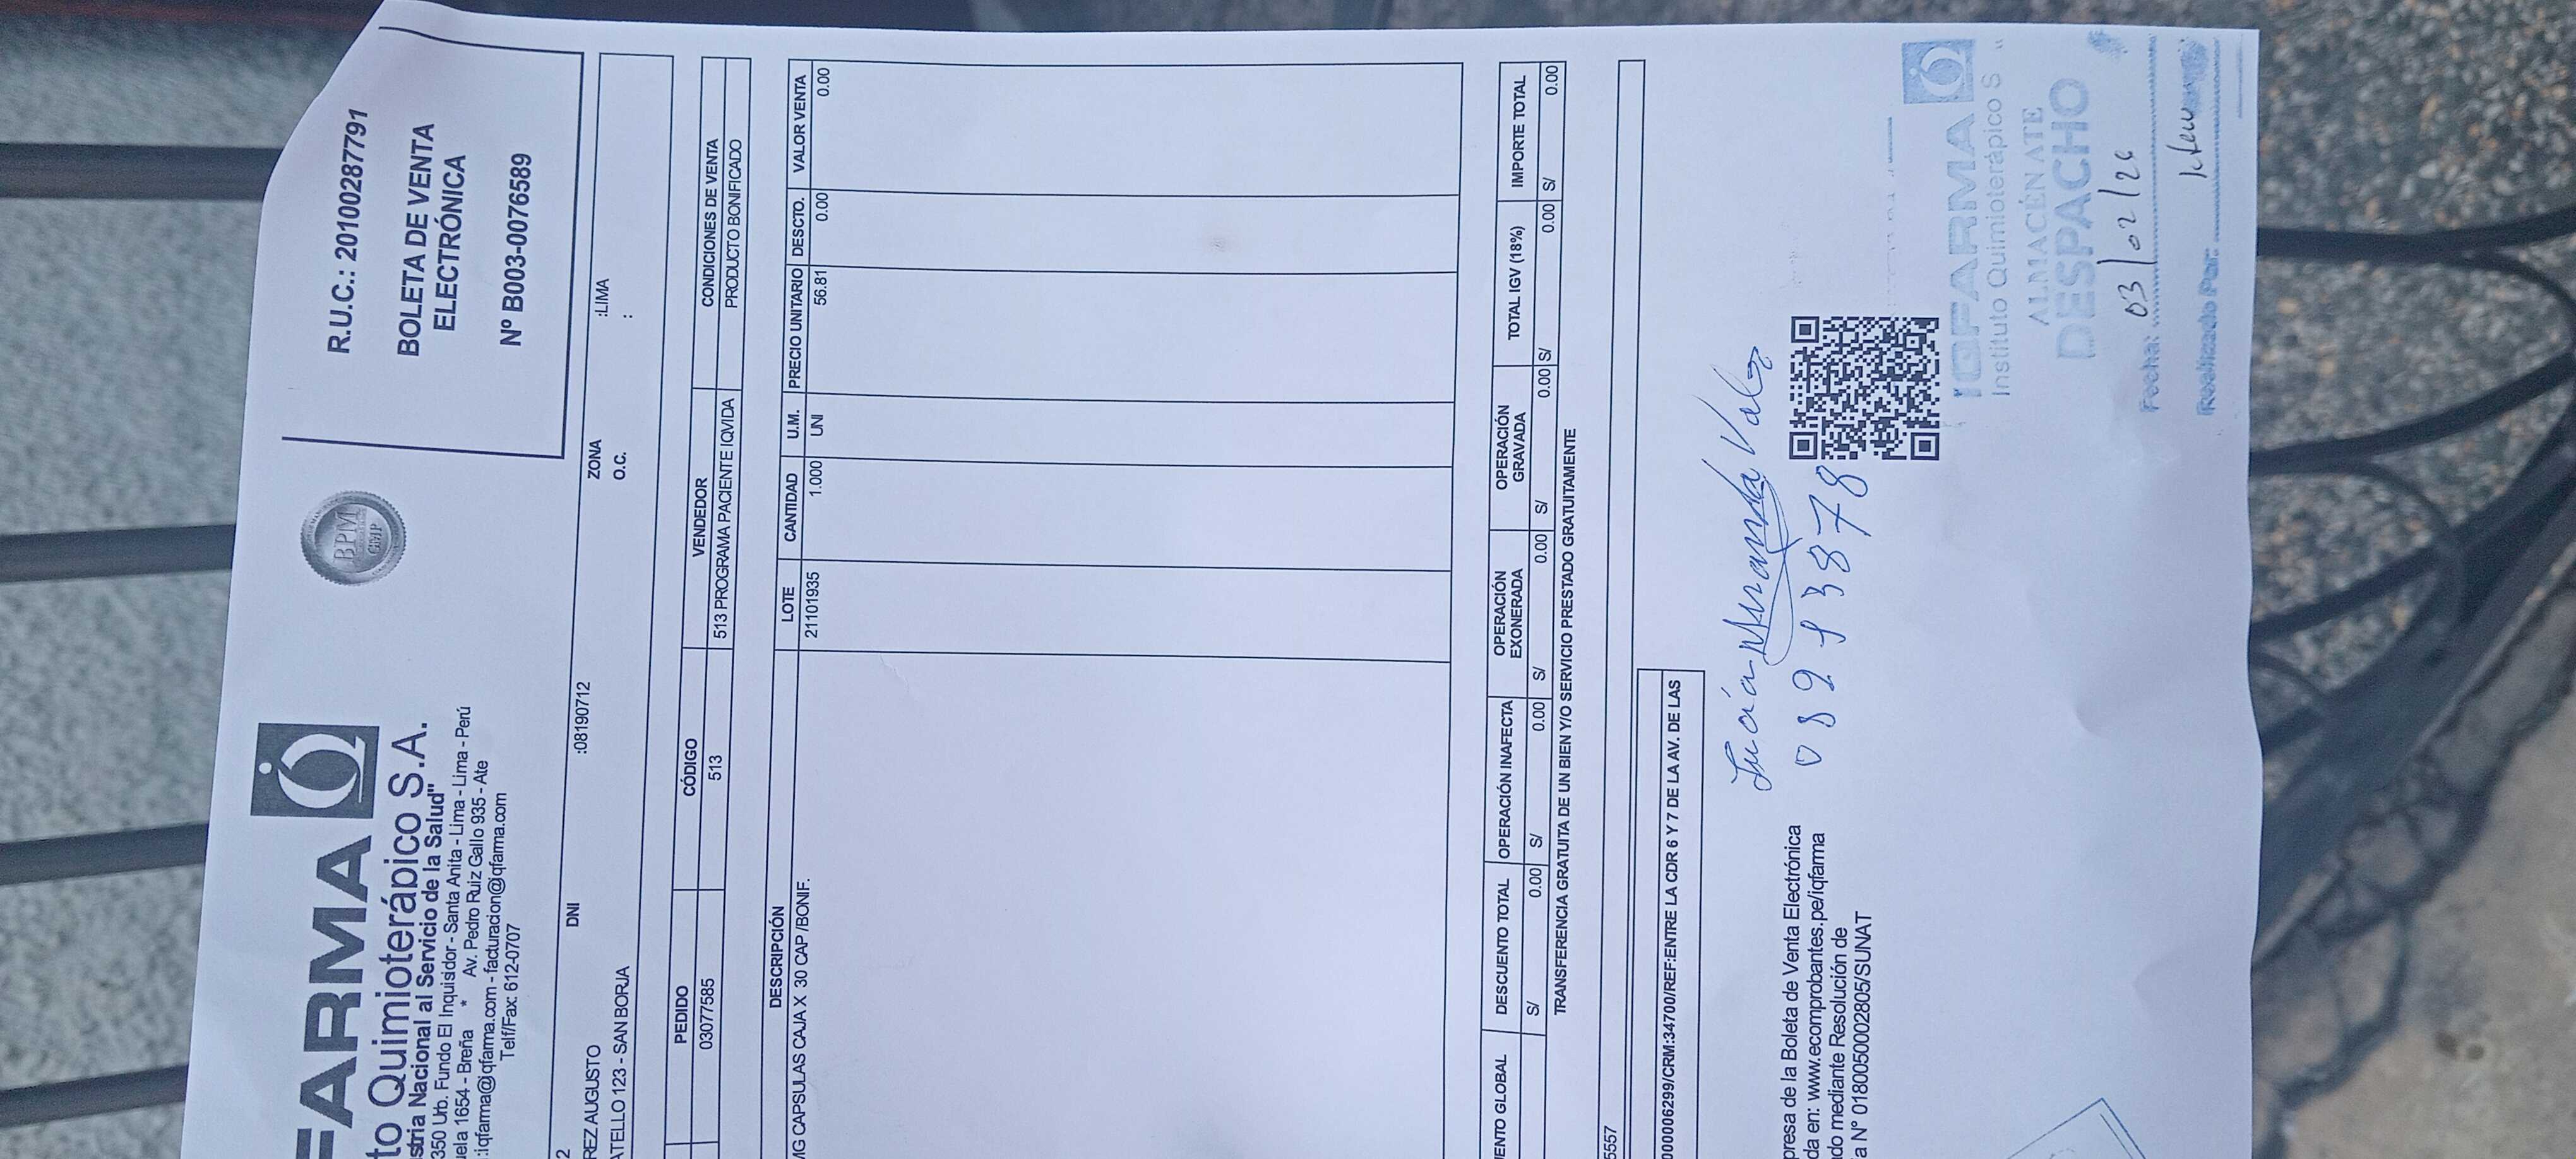 R.U.C.: 20100287791
BOLETA DE VENTA
ELECTRÓNICA
Nº B003-0076589
BPM
GMP
FARMA
to Quimioterápico S.A.
stria Nacional al Servicio de la Salud"
350 Urb. Fundo El Inquisidor - Santa Anita - Lima - Lima - Perú
uela 1654 - Breña * Av. Pedro Ruiz Gallo 935 - Ate
:iqfarma@iqfarma.com - facturacion@iqfarma.com
Telf/Fax: 612-0707
2 DNI :08190712 ZONA :LIMA
REZ AUGUSTO O.C. :
ATELLO 123 - SAN BORJA
PEDIDO CÓDIGO VENDEDOR CONDICIONES DE VENTA
03077585 513 513 PROGRAMA PACIENTE IQVIDA PRODUCTO BONIFICADO
DESCRIPCIÓN LOTE CANTIDAD U.M. PRECIO UNITARIO DESCTO. VALOR VENTA
MG CAPSULAS CAJA X 30 CAP /BONIF. 21101935 1.000 UNI 56.81 0.00 0.00
ENTO GLOBAL DESCUENTO TOTAL OPERACIÓN INAFECTA OPERACIÓN EXONERADA OPERACIÓN GRAVADA TOTAL IGV (18%) IMPORTE TOTAL
S/ 0.00 S/ 0.00 S/ 0.00 S/ 0.00 S/ 0.00 S/ 0.00
TRANSFERENCIA GRATUITA DE UN BIEN Y/O SERVICIO PRESTADO GRATUITAMENTE
5557
0000006299/CRM:34700/REF:ENTRE LA CDR 6 Y 7 DE LA AV. DE LAS
presa de la Boleta de Venta Electrónica
da en: www.ecomprobantes.pe/iqfarma
do mediante Resolución de
a N° 0180050002805/SUNAT
IQFARMA
Instituto Quimioterápico S
ALMACÉN ATE
DESPACHO
Fecha: 03/02/26
Realizado Por: